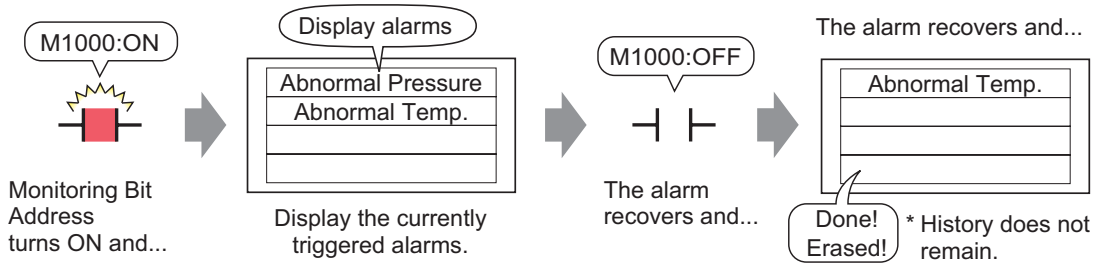 M1000:ON
Monitoring Bit
Address
turns ON and...
Display alarms
Abnormal Pressure
Abnormal Temp.
Display the currently
triggered alarms.
M1000:OFF
The alarm
recovers and...
The alarm recovers and...
Abnormal Temp.
Done!
Erased!
* History does not
remain.